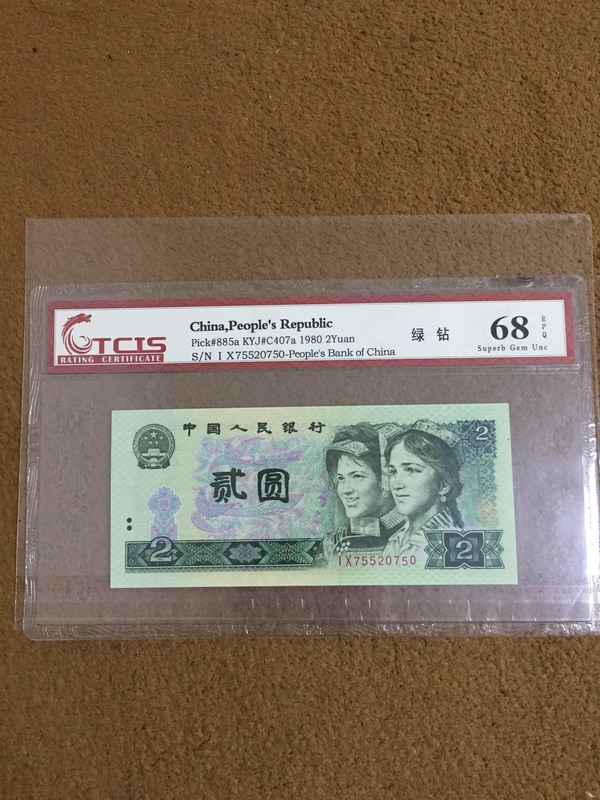 TCIS
RATING CERTIFICATE
China,People's Republic
Pick#885a KYJ#C407a 1980 2Yuan
S/N I X75520750-People's Bank of China
绿 钻
68
EPQ
Superb Gem Unc
中国人民银行
2
贰圆
2
IX75520750
2